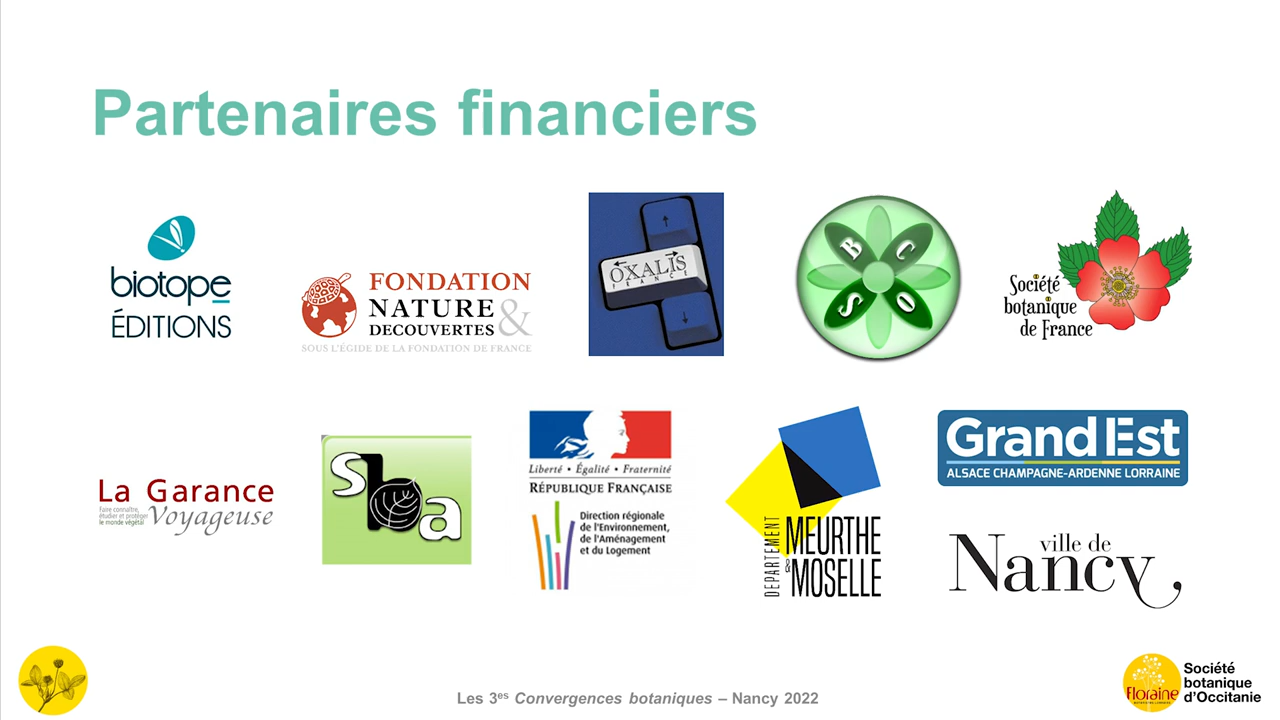 Partenaires financiers
biotope
ÉDITIONS
FONDATION
NATURE &
DECOUVERTES
SOUS L'ÉGIDE DE LA FONDATION DE FRANCE
OXALIS
FRANCE
B C
S O
Société
botanique
de France
La Garance
Faire connaître,
étudier et protéger
le monde végétal
Voyageuse
sba
Liberté • Égalité • Fraternité
RÉPUBLIQUE FRANÇAISE
Direction régionale
de l'Environnement,
de l'Aménagement
et du Logement
DEPARTEMENT
MEURTHE
& MOSELLE
Grand Est
ALSACE CHAMPAGNE-ARDENNE LORRAINE
ville de
Nancy
Les 3es Convergences botaniques – Nancy 2022
Floraine
Société
botanique
d'Occitanie